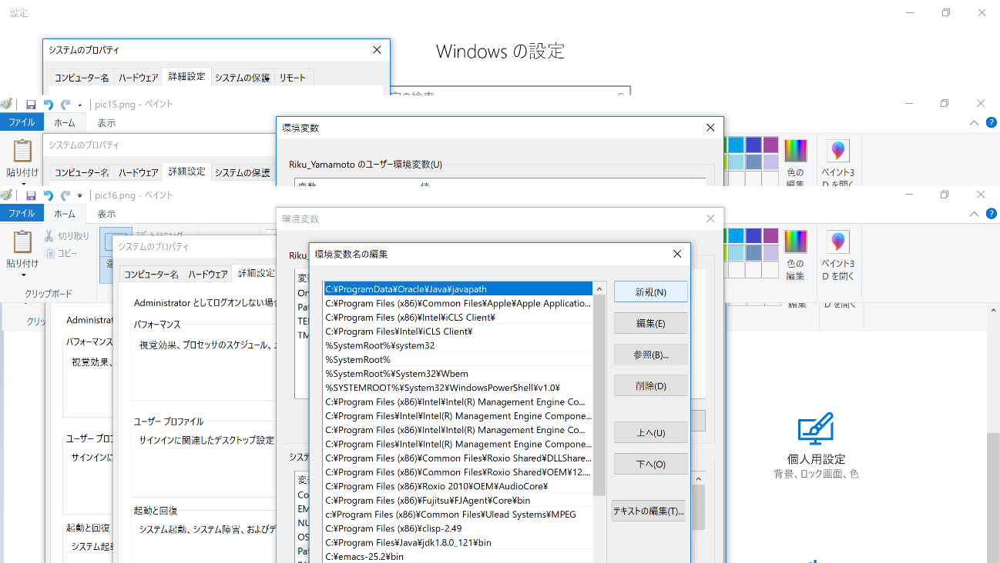 設定
Windows の設定
システムのプロパティ
コンピューター名 ハードウェア 詳細設定 システムの保護 リモート
pic15.png - ペイント
ファイル ホーム 表示
環境変数
システムのプロパティ
Riku_Yamamoto のユーザー環境変数(U)
コンピューター名 ハードウェア 詳細設定 システムの保護
貼り付け
色の
編集
ペイント3
D を開く
変数 値
pic16.png - ペイント
ファイル ホーム 表示
環境変数
貼り付け
切り取り
コピー
トリミング
クリップボード
色の
編集
ペイント3
D を開く
システムのプロパティ
コンピューター名 ハードウェア 詳細設定
Administrator としてログオンしない場合
パフォーマンス
視覚効果、プロセッサのスケジュール、
ユーザー プロファイル
サインインに関連したデスクトップ設定
起動と回復
システム起動、システム障害、およびデ
Administrat
パフォーマンス
視覚効果、
ユーザー プロフ
サインインに
起動と回復
システム起
Riku_
環境変数名の編集
C:¥ProgramData¥Oracle¥Java¥javapath
C:¥Program Files (x86)¥Common Files¥Apple¥Apple Applicatio...
C:¥Program Files (x86)¥Intel¥iCLS Client¥
C:¥Program Files¥Intel¥iCLS Client¥
%SystemRoot%¥system32
%SystemRoot%
%SystemRoot%¥System32¥Wbem
%SYSTEMROOT%¥System32¥WindowsPowerShell¥v1.0¥
C:¥Program Files (x86)¥Intel¥Intel(R) Management Engine Co...
C:¥Program Files¥Intel¥Intel(R) Management Engine Compone...
C:¥Program Files (x86)¥Intel¥Intel(R) Management Engine Co...
C:¥Program Files¥Intel¥Intel(R) Management Engine Compone...
C:¥Program Files (x86)¥Common Files¥Roxio Shared¥DLLShare...
C:¥Program Files (x86)¥Common Files¥Roxio Shared¥OEM¥12....
C:¥Program Files (x86)¥Roxio 2010¥OEM¥AudioCore¥
C:¥Program Files (x86)¥Fujitsu¥FJAgent¥Core¥bin
c:¥Program Files (x86)¥Common Files¥Ulead Systems¥MPEG
C:¥Program Files (x86)¥clisp-2.49
C:¥Program Files¥Java¥jdk1.8.0_121¥bin
C:¥emacs-25.2¥bin
新規(N)
編集(E)
参照(B)...
削除(D)
上へ(U)
下へ(O)
テキストの編集(T)...
個人用設定
背景、ロック画面、色